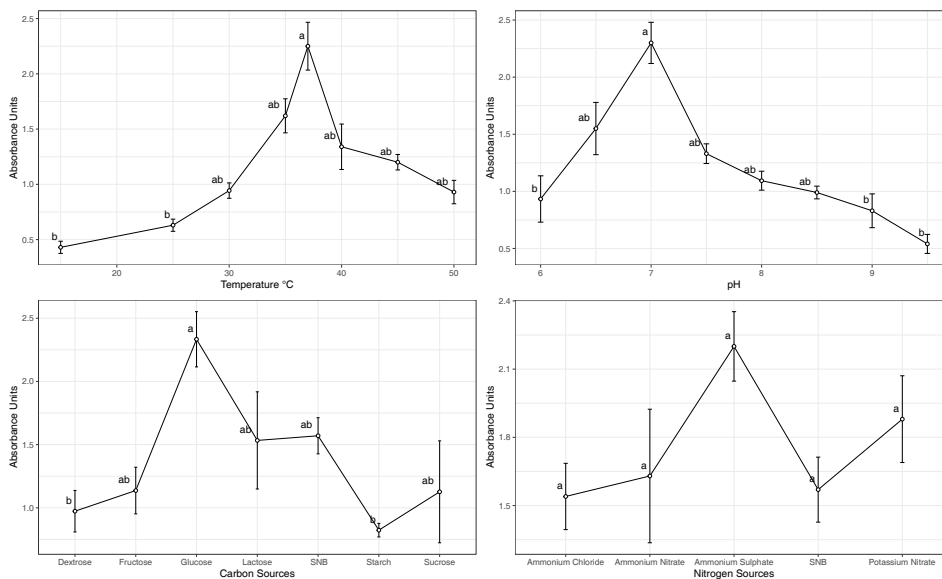 2.5
2.0
1.5
1.0
0.5
Absorbance Units
b
b
ab
ab
a
ab
ab
ab
20
30
40
50
Temperature °C
2.5
2.0
1.5
1.0
0.5
Absorbance Units
b
ab
a
ab
ab
ab
b
b
6
7
8
9
pH
2.5
2.0
1.5
1.0
Absorbance Units
b
ab
a
ab
ab
b
ab
Dextrose
Fructose
Glucose
Lactose
SNB
Starch
Sucrose
Carbon Sources
2.4
2.1
1.8
1.5
Absorbance Units
a
a
a
a
a
Ammonium Chloride
Ammonium Nitrate
Ammonium Sulphate
SNB
Potassium Nitrate
Nitrogen Sources